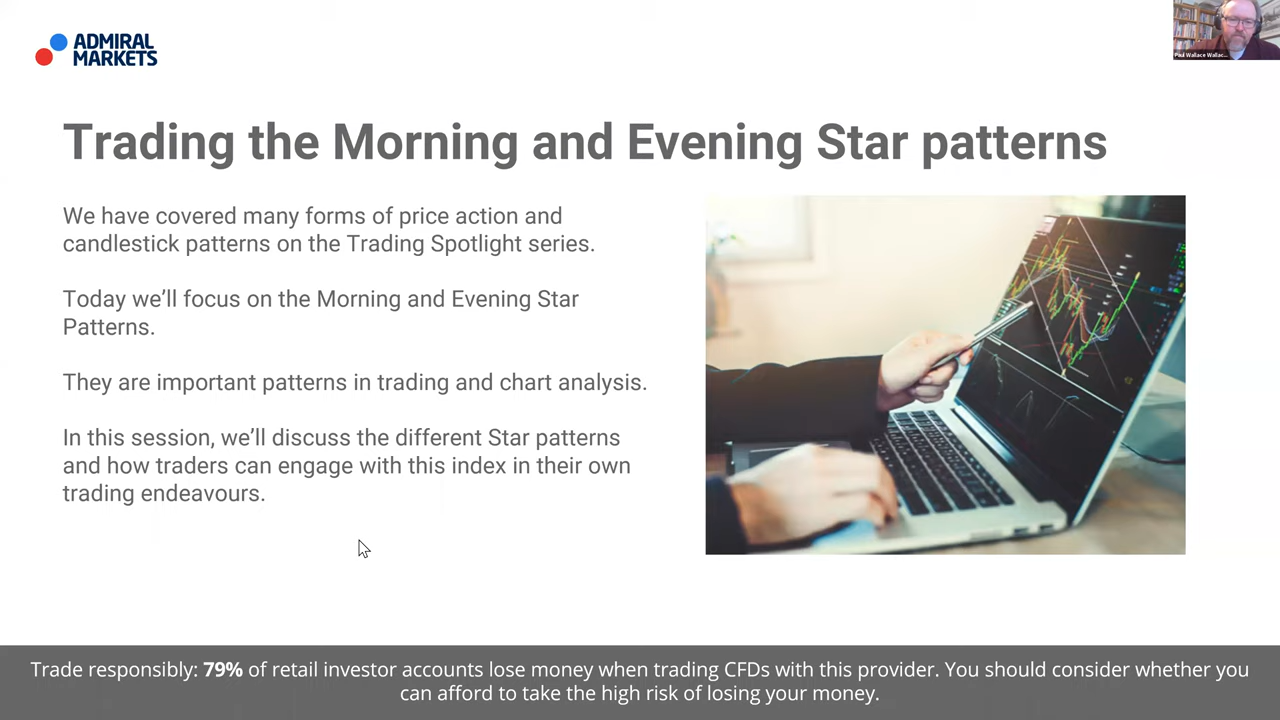 ADMIRAL
MARKETS
Paul Wallace Wallac...
Trading the Morning and Evening Star patterns
We have covered many forms of price action and
candlestick patterns on the Trading Spotlight series.
Today we’ll focus on the Morning and Evening Star
Patterns.
They are important patterns in trading and chart analysis.
In this session, we’ll discuss the different Star patterns
and how traders can engage with this index in their own
trading endeavours.
Trade responsibly: 79% of retail investor accounts lose money when trading CFDs with this provider. You should consider whether you
can afford to take the high risk of losing your money.